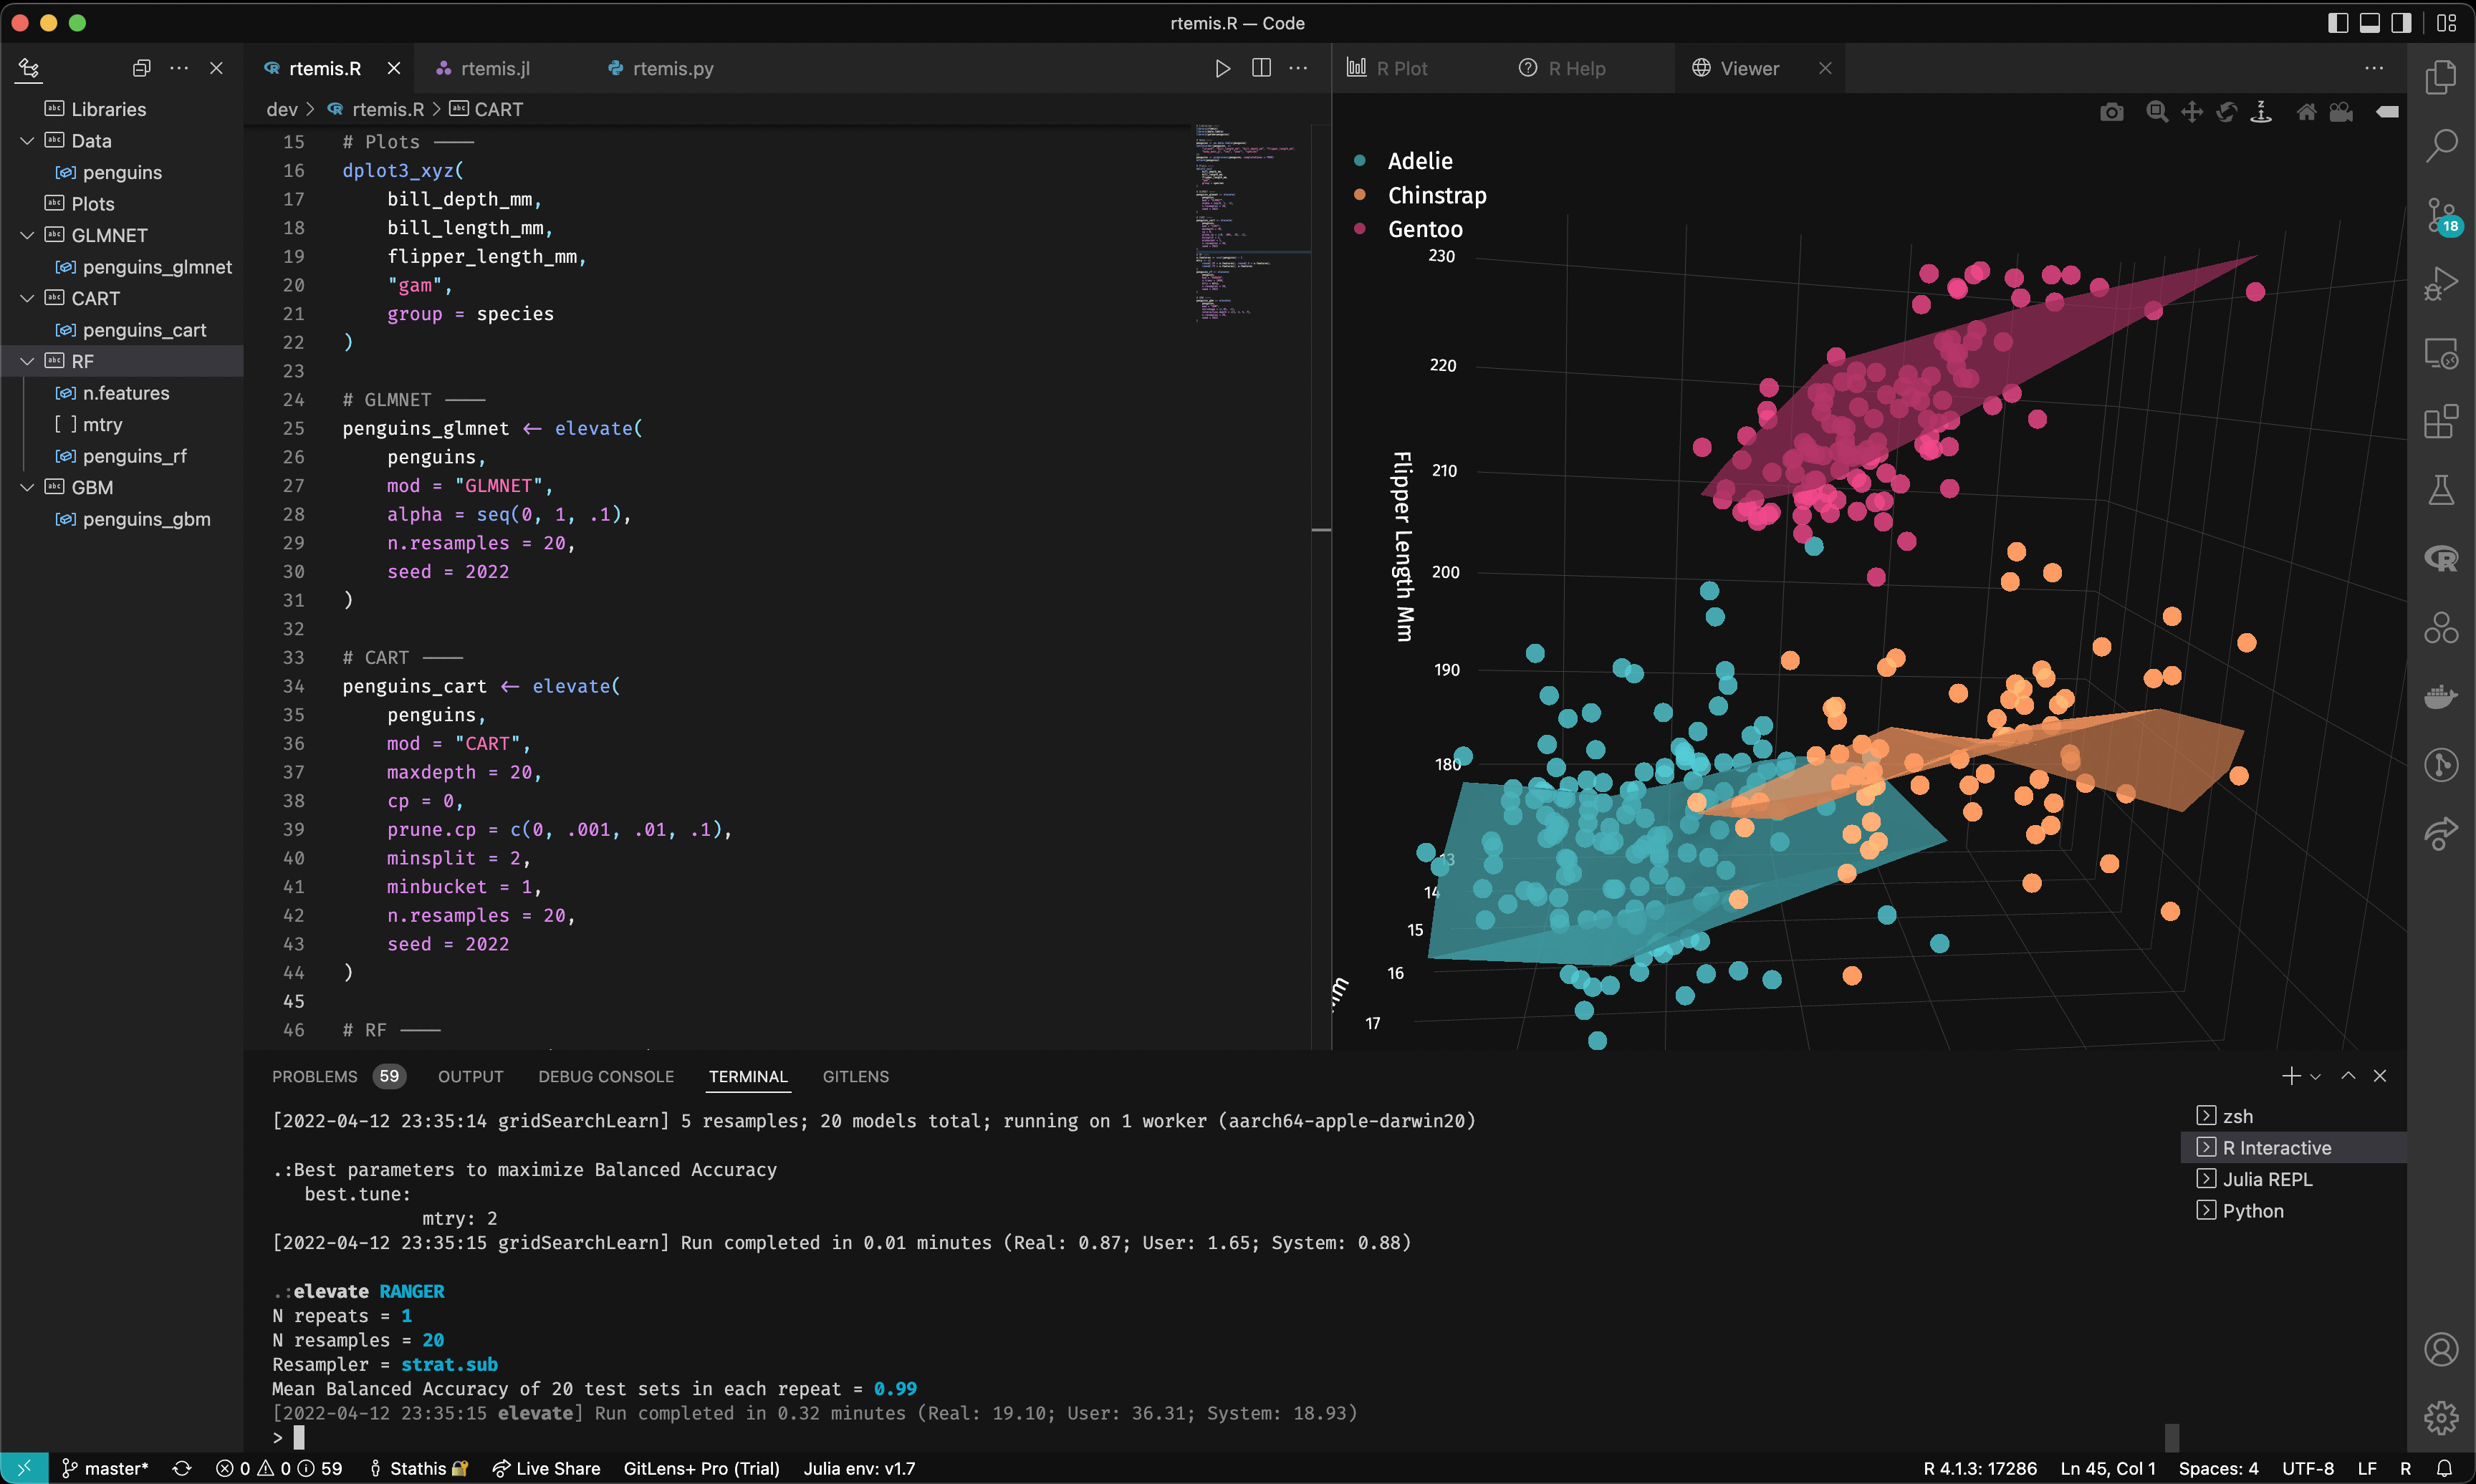 rtemis.R — Code
Libraries
Data
penguins
Plots
GLMNET
penguins_glmnet
CART
penguins_cart
RF
n.features
mtry
penguins_rf
GBM
penguins_gbm
rtemis.R
rtemis.jl
rtemis.py
dev > rtemis.R > CART
15 # Plots ----
16 dplot3_xyz(
17 bill_depth_mm,
18 bill_length_mm,
19 flipper_length_mm,
20 "gam",
21 group = species
22 )
23
24 # GLMNET ----
25 penguins_glmnet <- elevate(
26 penguins,
27 mod = "GLMNET",
28 alpha = seq(0, 1, .1),
29 n.resamples = 20,
30 seed = 2022
31 )
32
33 # CART ----
34 penguins_cart <- elevate(
35 penguins,
36 mod = "CART",
37 maxdepth = 20,
38 cp = 0,
39 prune.cp = c(0, .001, .01, .1),
40 minsplit = 2,
41 minbucket = 1,
42 n.resamples = 20,
43 seed = 2022
44 )
45
46 # RF ----
R Plot
R Help
Viewer
Adelie
Chinstrap
Gentoo
230
220
210
200
190
180
Flipper Length Mm
13
14
15
16
17
18
PROBLEMS 59 OUTPUT DEBUG CONSOLE TERMINAL GITLENS
[2022-04-12 23:35:14 gridSearchLearn] 5 resamples; 20 models total; running on 1 worker (aarch64-apple-darwin20)
.:Best parameters to maximize Balanced Accuracy
best.tune:
mtry: 2
[2022-04-12 23:35:15 gridSearchLearn] Run completed in 0.01 minutes (Real: 0.87; User: 1.65; System: 0.88)
.:elevate RANGER
N repeats = 1
N resamples = 20
Resampler = strat.sub
Mean Balanced Accuracy of 20 test sets in each repeat = 0.99
[2022-04-12 23:35:15 elevate] Run completed in 0.32 minutes (Real: 19.10; User: 36.31; System: 18.93)
>
zsh
R Interactive
Julia REPL
Python
master* 0 0 59 Stathis Live Share GitLens+ Pro (Trial) Julia env: v1.7 R 4.1.3: 17286 Ln 45, Col 1 Spaces: 4 UTF-8 LF R